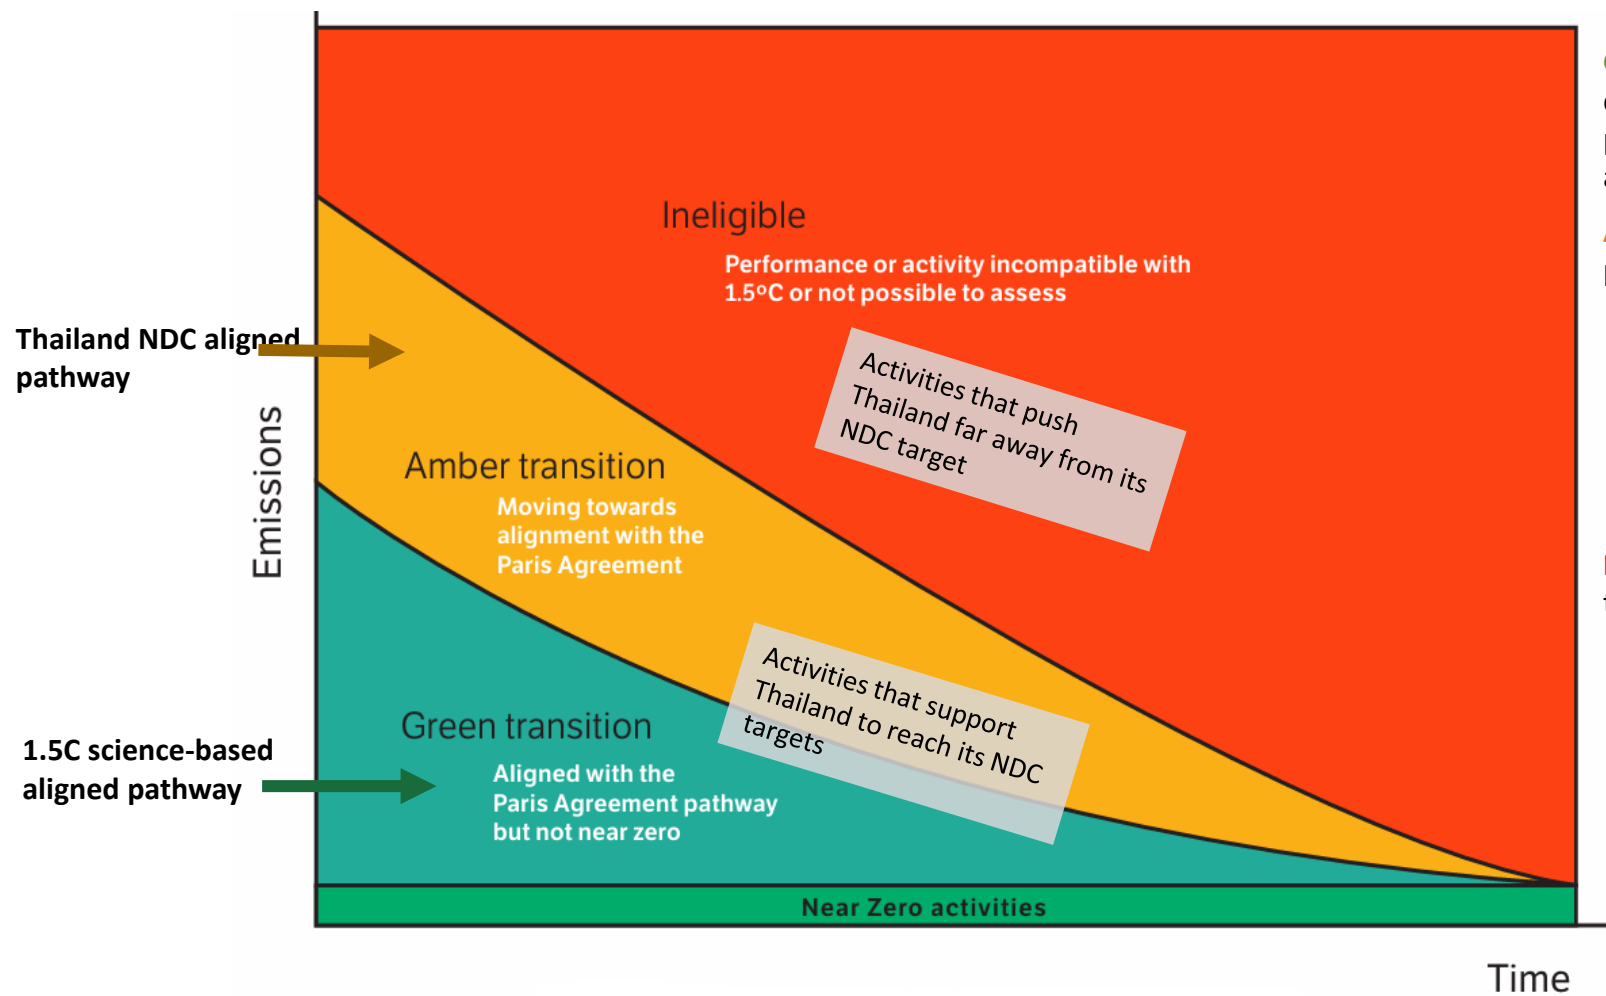 Ineligible
Performance or activity incompatible with
1.5ºC or not possible to assess
Thailand NDC aligned
pathway
Activities that push
Thailand far away from its
NDC target
Emissions
Amber transition
Moving towards
alignment with the
Paris Agreement
Activities that support
Thailand to reach its NDC
targets
Green transition
1.5C science-based
aligned pathway
Aligned with the
Paris Agreement pathway
but not near zero
Near Zero activities
Time